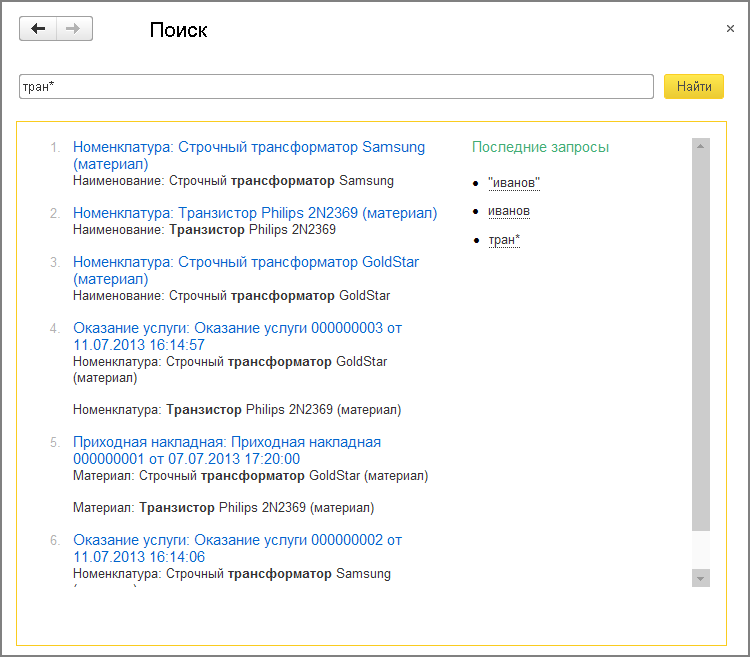 Поиск
тран*
Найти
1. Номенклатура: Строчный трансформатор Samsung
(материал)
Наименование: Строчный трансформатор Samsung
2. Номенклатура: Транзистор Philips 2N2369 (материал)
Наименование: Транзистор Philips 2N2369
3. Номенклатура: Строчный трансформатор GoldStar
(материал)
Наименование: Строчный трансформатор GoldStar
4. Оказание услуги: Оказание услуги 000000003 от
11.07.2013 16:14:57
Номенклатура: Строчный трансформатор GoldStar
(материал)
Номенклатура: Транзистор Philips 2N2369 (материал)
5. Приходная накладная: Приходная накладная
000000001 от 07.07.2013 17:20:00
Материал: Строчный трансформатор GoldStar (материал)
Материал: Транзистор Philips 2N2369 (материал)
6. Оказание услуги: Оказание услуги 000000002 от
11.07.2013 16:14:06
Номенклатура: Строчный трансформатор Samsung
Последние запросы
"иванов"
иванов
тран*